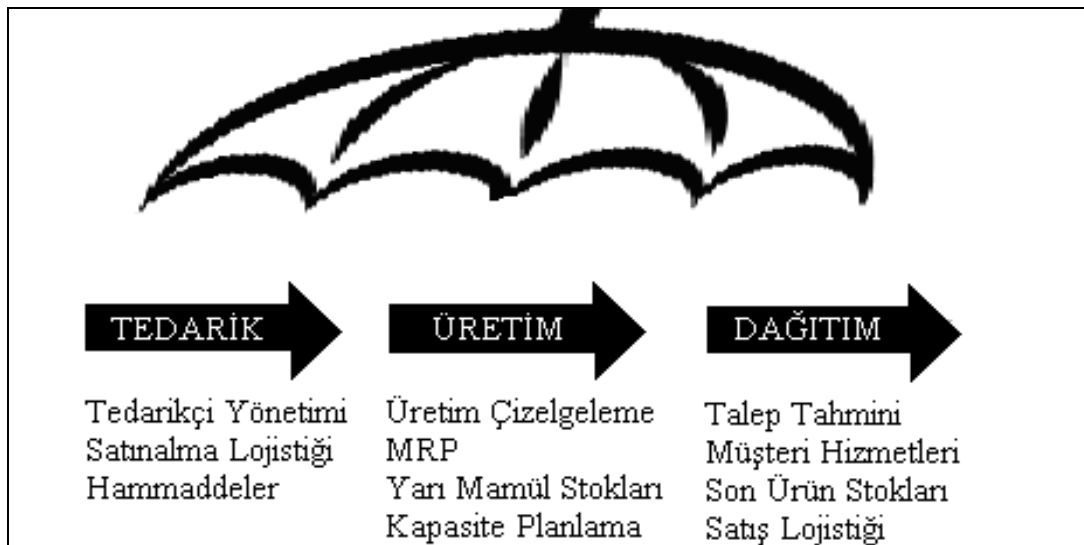 TEDARİK
Tedarikçi Yönetimi
Satınalma Lojistiği
Hammaddeler
ÜRETİM
Üretim Çizelgeleme
MRP
Yarı Mamül Stokları
Kapasite Planlama
DAĞITIM
Talep Tahmini
Müşteri Hizmetleri
Son Ürün Stokları
Satış Lojistiği